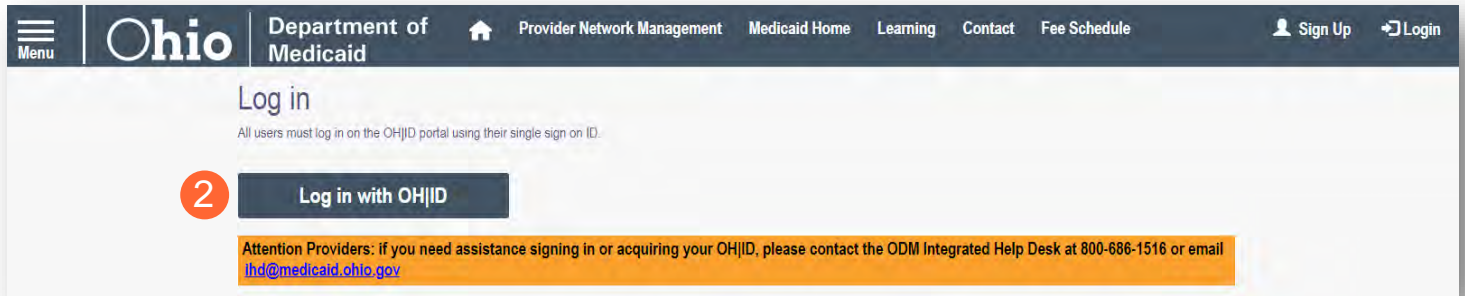 Menu
Ohio
Department of
Medicaid
Provider Network Management Medicaid Home Learning Contact Fee Schedule
Sign Up Login
Log in
All users must log in on the OH|ID portal using their single sign on ID.
2
Log in with OH|ID
Attention Providers: if you need assistance signing in or acquiring your OH|ID, please contact the ODM Integrated Help Desk at 800-686-1516 or email
ihd@medicaid.ohio.gov